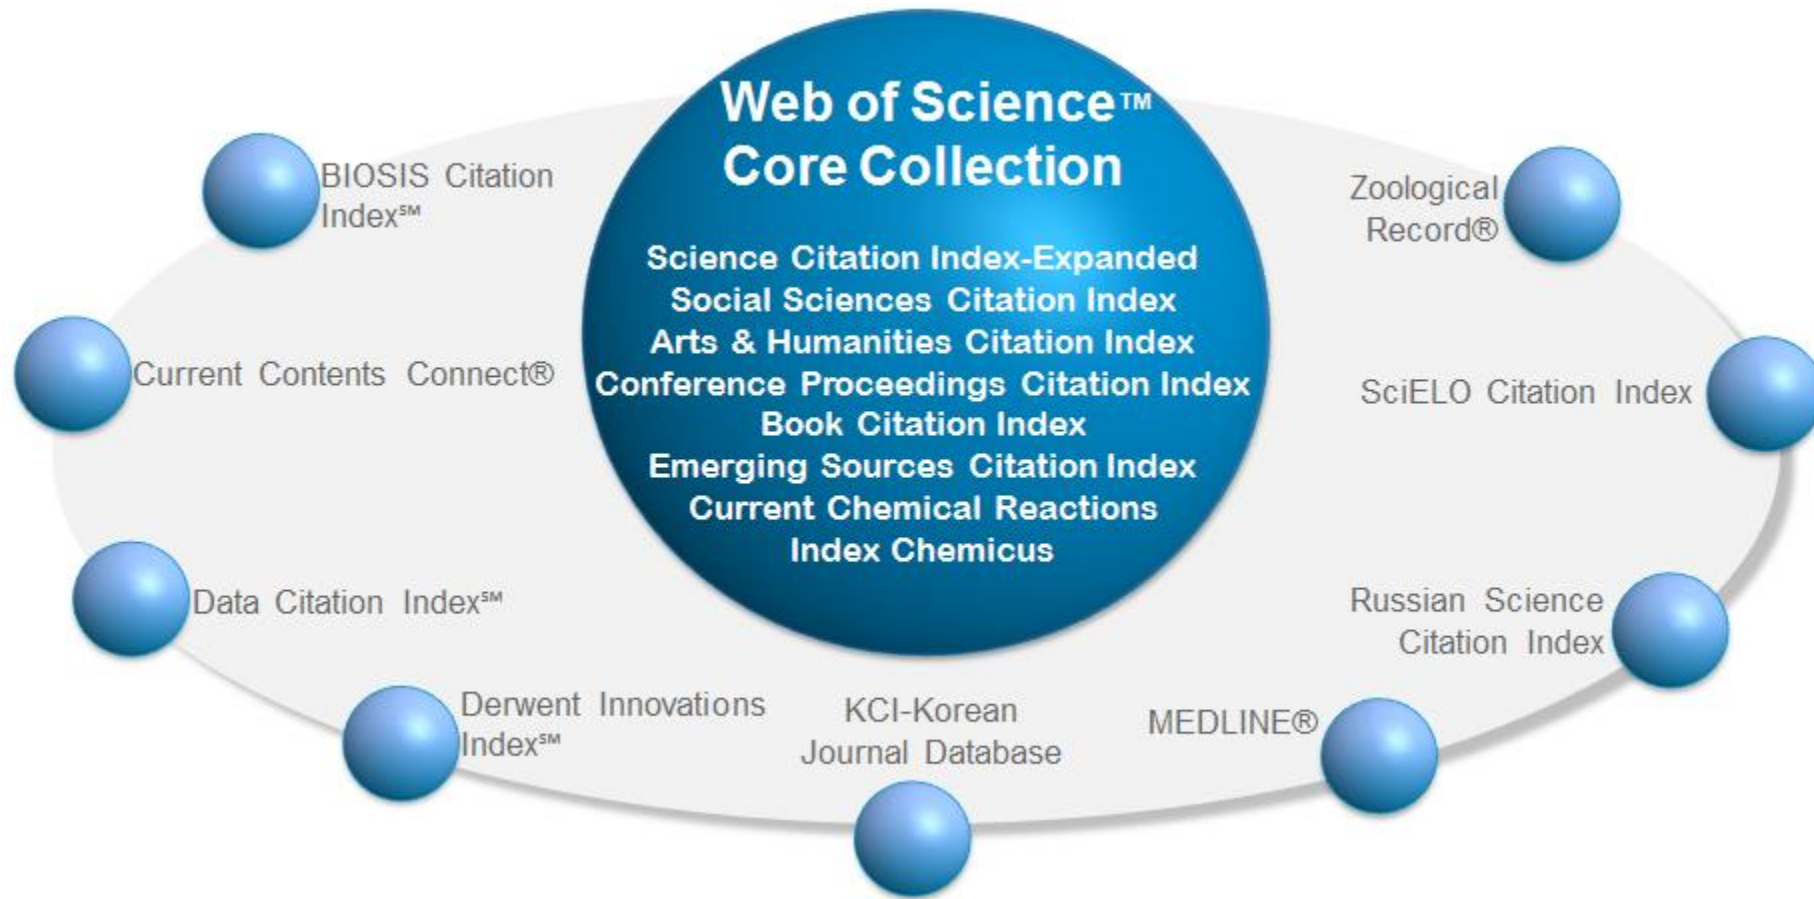 Web of Science™
Core Collection
Science Citation Index-Expanded
Social Sciences Citation Index
Arts & Humanities Citation Index
Conference Proceedings Citation Index
Book Citation Index
Emerging Sources Citation Index
Current Chemical Reactions
Index Chemicus
BIOSIS Citation
Index℠
Current Contents Connect®
Data Citation Index℠
Derwent Innovations
Index℠
KCI-Korean
Journal Database
MEDLINE®
Russian Science
Citation Index
SciELO Citation Index
Zoological
Record®